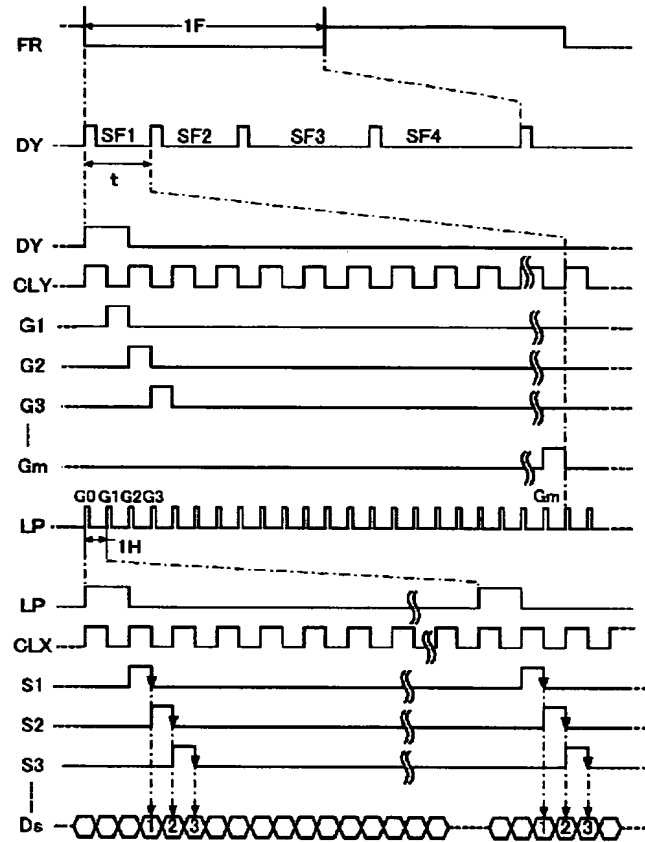 1F
FR
DY SF1 SF2 SF3 SF4
t
DY
CLY
G1
G2
G3
Gm
G0 G1 G2 G3 Gm
LP
1H
LP
CLX
S1
S2
S3
Ds 1 2 3 1 2 3